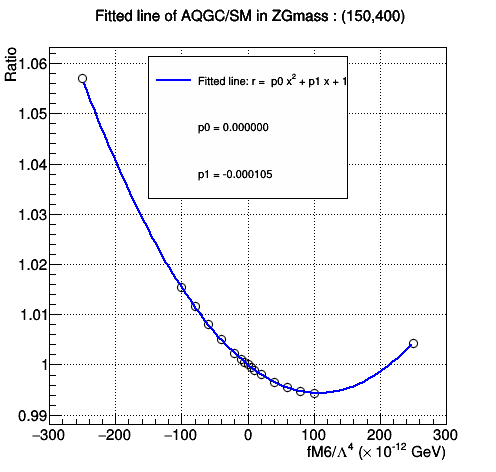 Fitted line of AQGC/SM in ZGmass : (150,400)
Ratio
1.06
1.05
1.04
1.03
1.02
1.01
1
0.99
Fitted line: r = p0 x² + p1 x + 1
p0 = 0.000000
p1 = -0.000105
−300 −200 −100 0 100 200 300
fM6/Λ⁴ (× 10⁻¹² GeV)